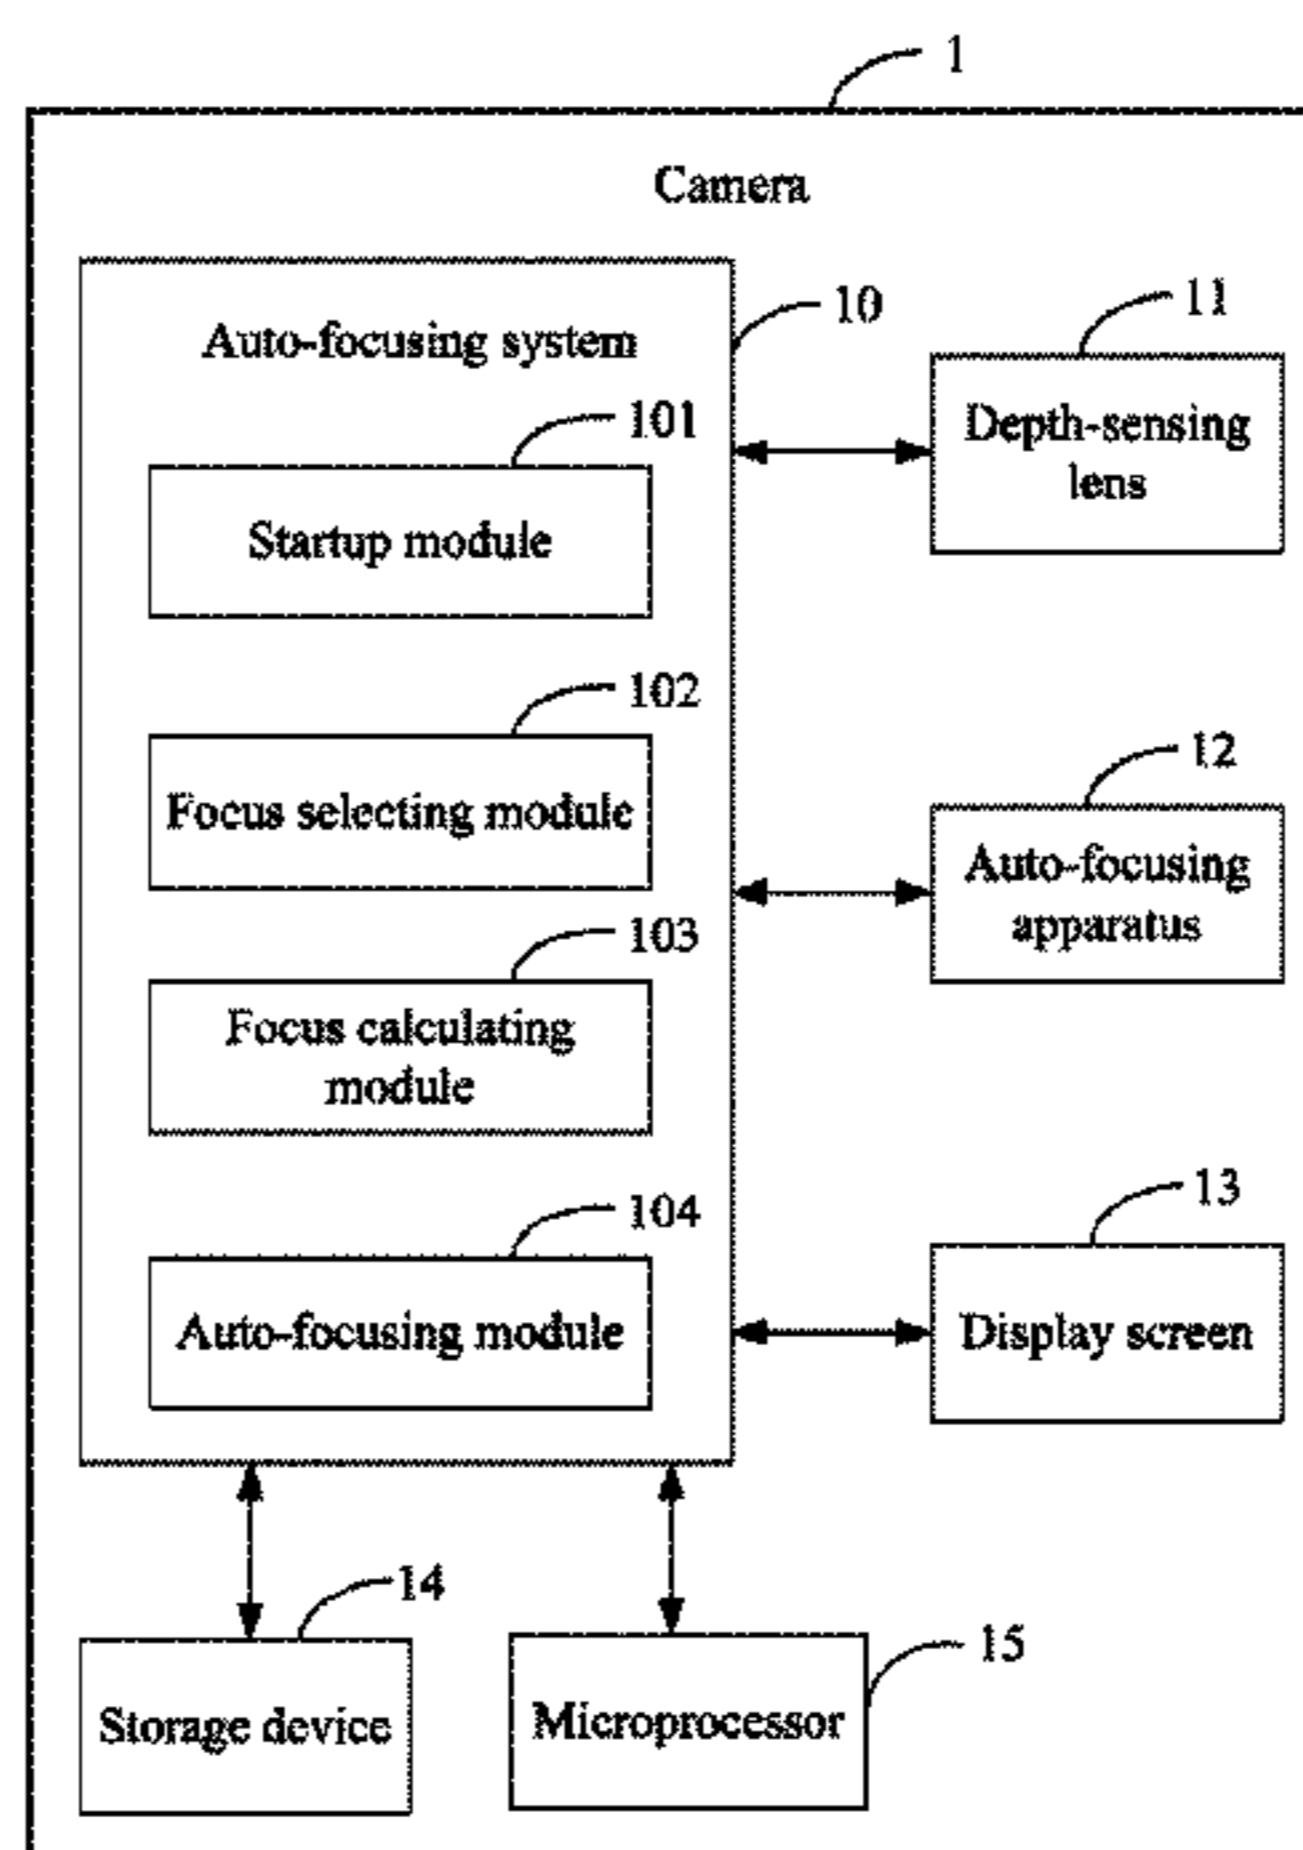 1
Camera
10
11
Auto-focusing system
Depth-sensing
lens
101
Startup module
102
12
Focus selecting module
Auto-focusing
apparatus
103
Focus calculating
module
104
13
Auto-focusing module
Display screen
14
15
Storage device
Microprocessor